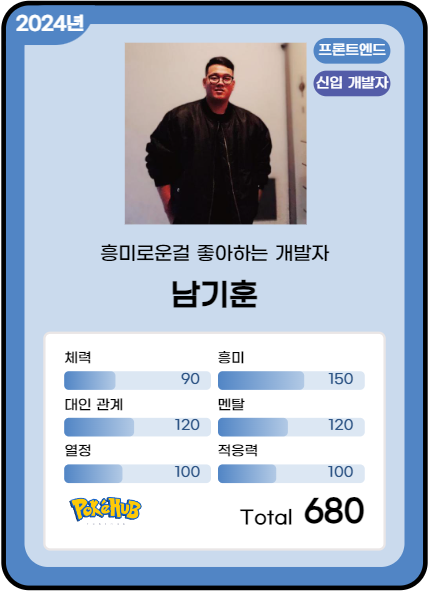 2024년
프론트엔드
신입 개발자
흥미로운걸 좋아하는 개발자
남기훈
체력 흥미
90 150
대인 관계 멘탈
120 120
열정 적응력
100 100
PokéHUB
Total 680